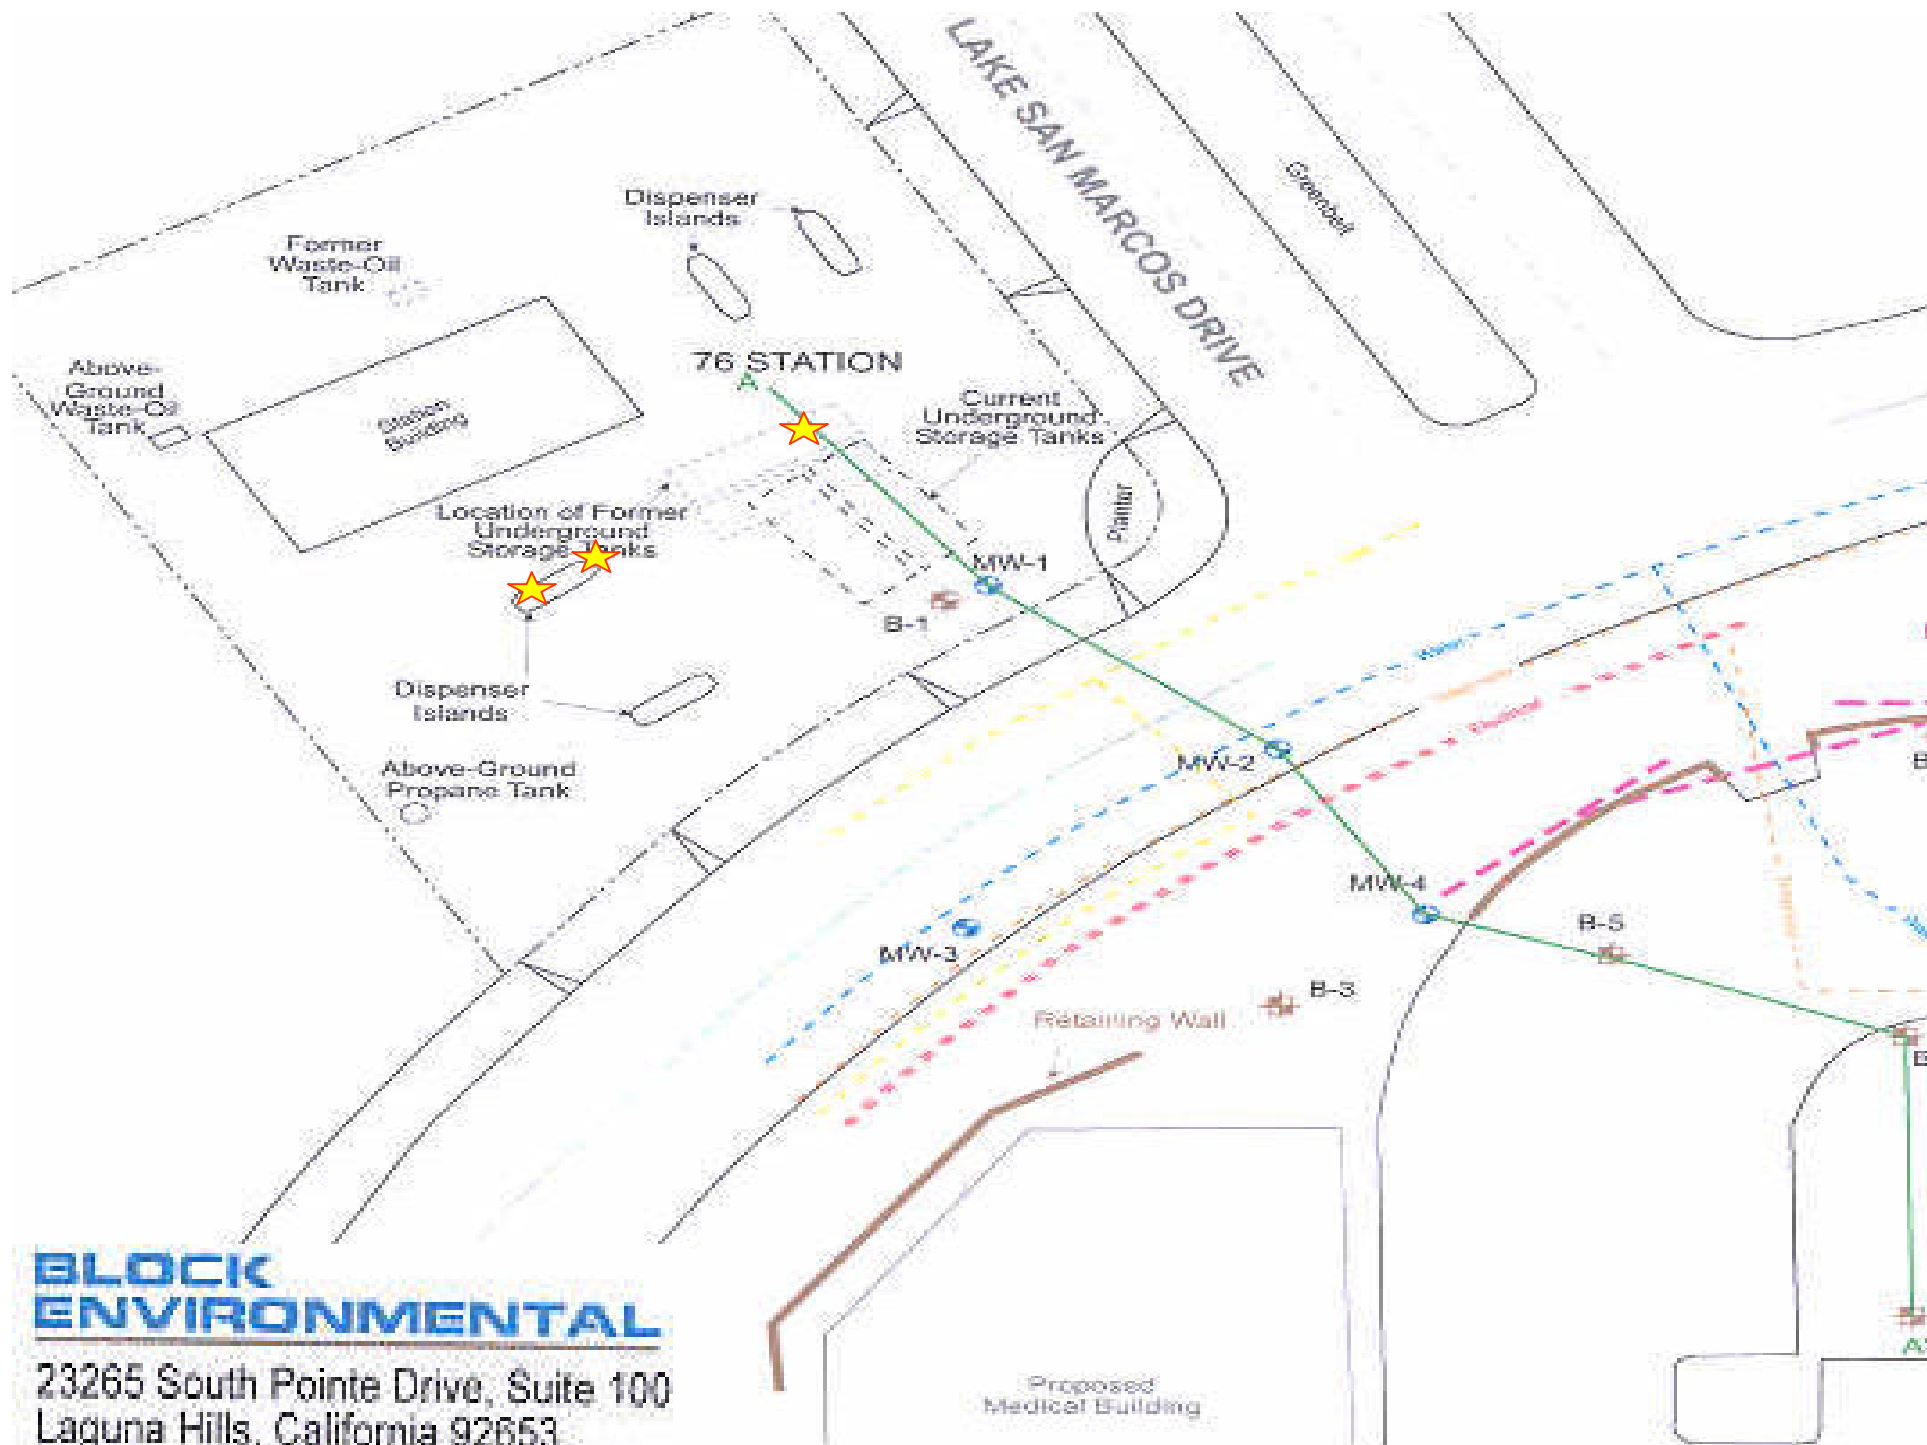 LAKE SAN MARCOS DRIVE
Greenbelt
Dispenser
Islands
Former
Waste-Oil
Tank
76 STATION
A
Above-
Ground
Waste-Oil
Tank
Station
Building
Current
Underground
Storage Tanks
Planter
Location of Former
Underground
Storage Tanks
MW-1
B-1
Dispenser
Islands
Water
Electrical
MW-2
Above-Ground
Propane Tank
MW-4
B-5
MW-3
B-3
Retaining Wall
B
B
BLOCK
ENVIRONMENTAL
23265 South Pointe Drive, Suite 100
Laguna Hills, California 92653
Proposed
Medical Building